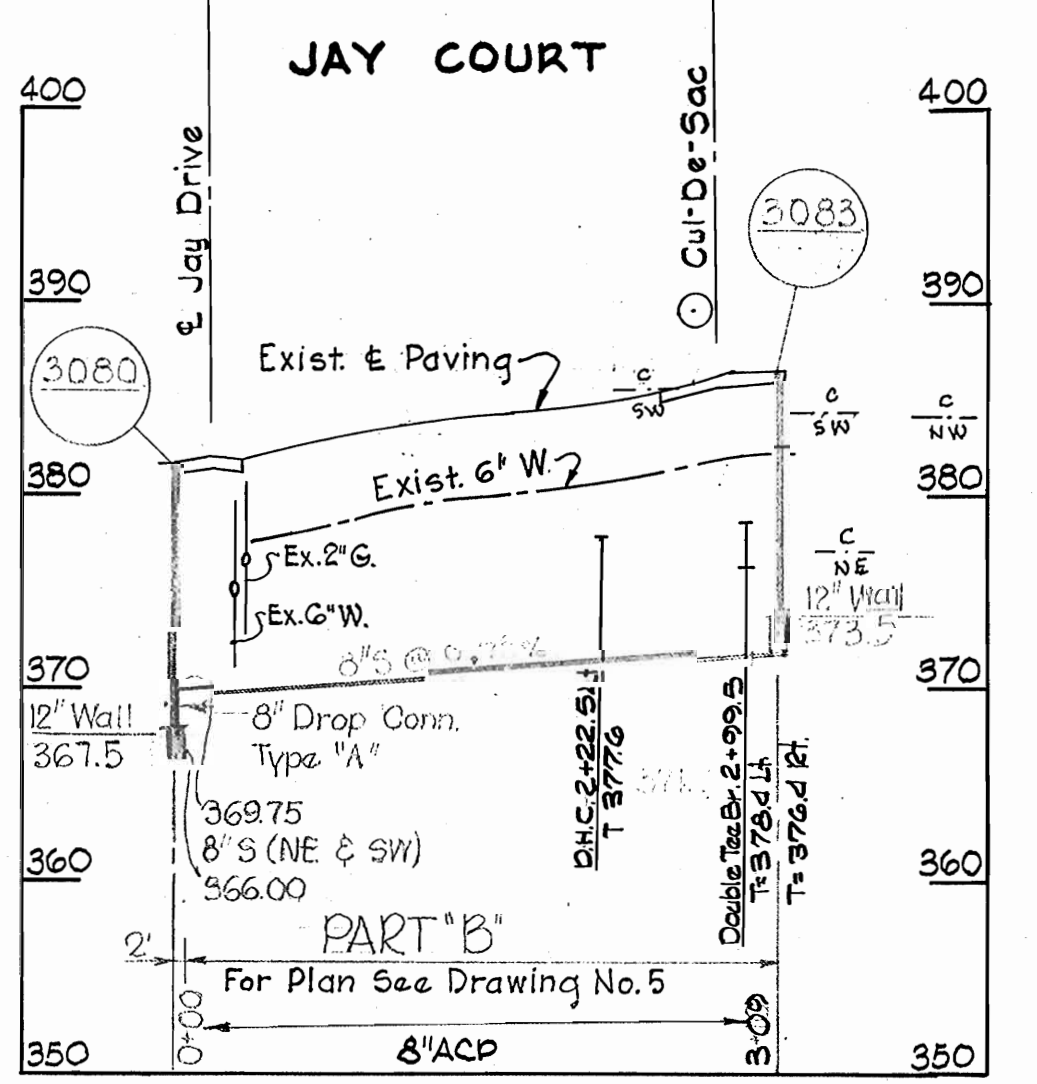 JAY COURT
400
400
℄ Jay Drive
Cul-De-Sac
3083
390
390
3080
Exist. ℄ Paving
C
SW
C
SW
C
NW
380
380
Exist. 6" W.
Ex. 2" G.
C
NE
Ex. 6" W.
12" Wall
373.5
8" S @
370
370
12" Wall
367.5
8" Drop Conn.
Type "A"
D.H.C. 2+22.5 Lt
T 377.6
Double Tee Br. 2+99.5
T=378.4 Lt
T=376.4 Rt.
369.75
8" S (NE & SW)
366.00
360
360
2'
PART "B"
For Plan See Drawing No. 5
0+00
3+09
8" ACP
350
350